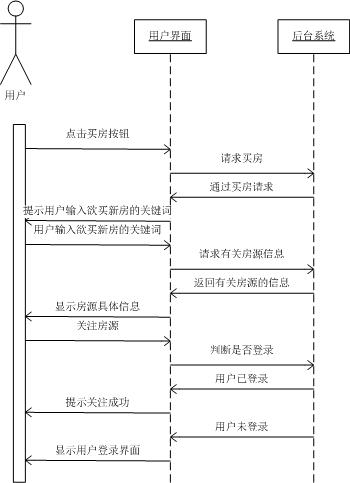 用户界面
后台系统
用户
点击买房按钮
请求买房
通过买房请求
提示用户输入欲买新房的关键词
用户输入欲买新房的关键词
请求有关房源信息
返回有关房源的信息
显示房源具体信息
关注房源
判断是否登录
用户已登录
提示关注成功
用户未登录
显示用户登录界面